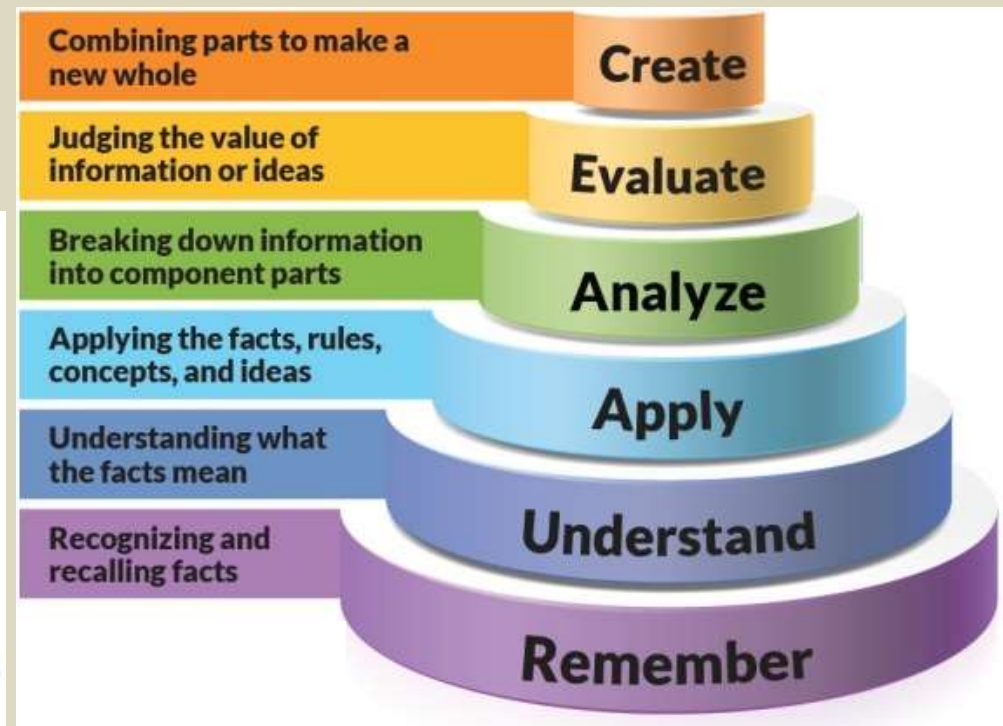 Combining parts to make a
new whole
Create
Judging the value of
information or ideas
Evaluate
Breaking down information
into component parts
Analyze
Applying the facts, rules,
concepts, and ideas
Apply
Understanding what
the facts mean
Understand
Recognizing and
recalling facts
Remember